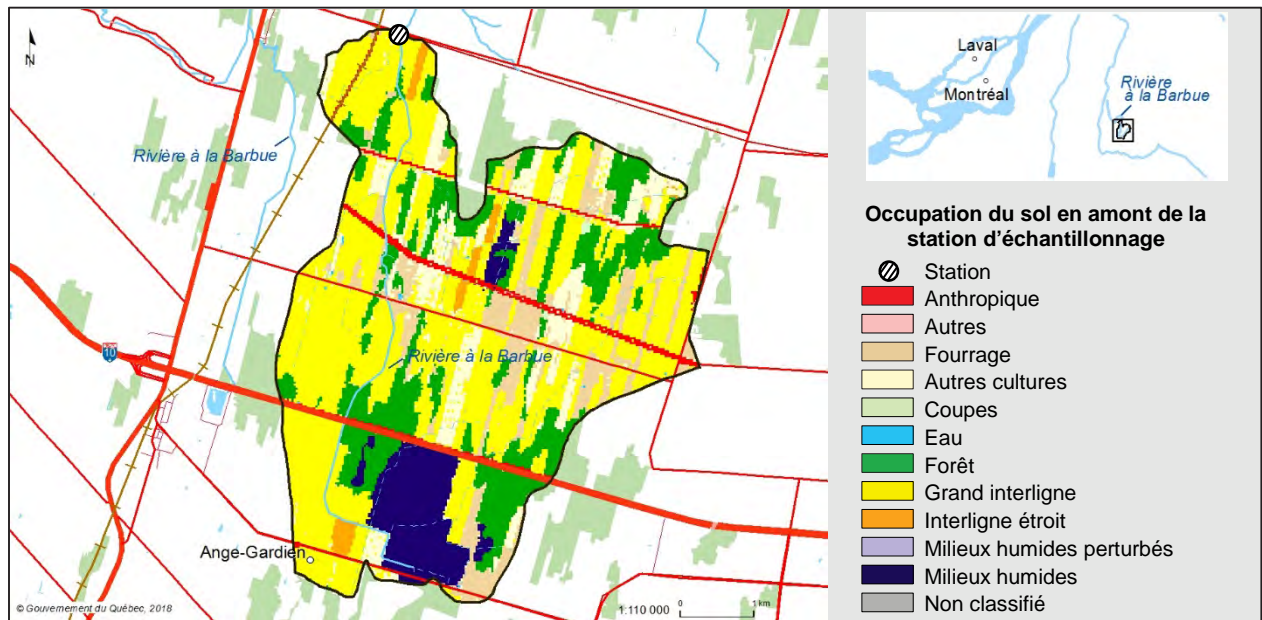 N
Rivière à la Barbue
Rivière à la Barbue
10
Ange-Gardien
© Gouvernement du Québec, 2018
1:110 000
0
1 km
Laval
Montréal
Rivière
à la Barbue
Occupation du sol en amont de la
station d'échantillonnage
Station
Anthropique
Autres
Fourrage
Autres cultures
Coupes
Eau
Forêt
Grand interligne
Interligne étroit
Milieux humides perturbés
Milieux humides
Non classifié